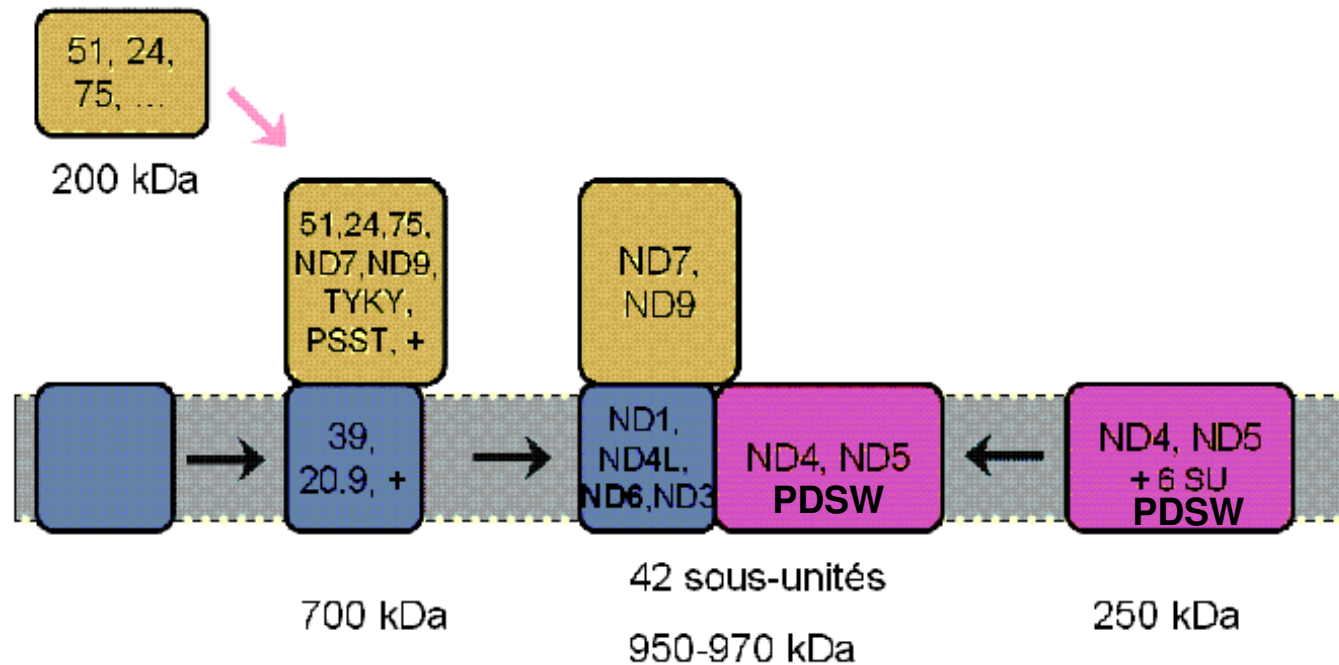 51, 24,
75, ...
200 kDa
51,24,75,
ND7,ND9,
TYKY,
PSST, +
39,
20.9, +
700 kDa
ND7,
ND9
ND1,
ND4L,
ND6,ND3
ND4, ND5
PDSW
42 sous-unités
950-970 kDa
ND4, ND5
+ 6 SU
PDSW
250 kDa